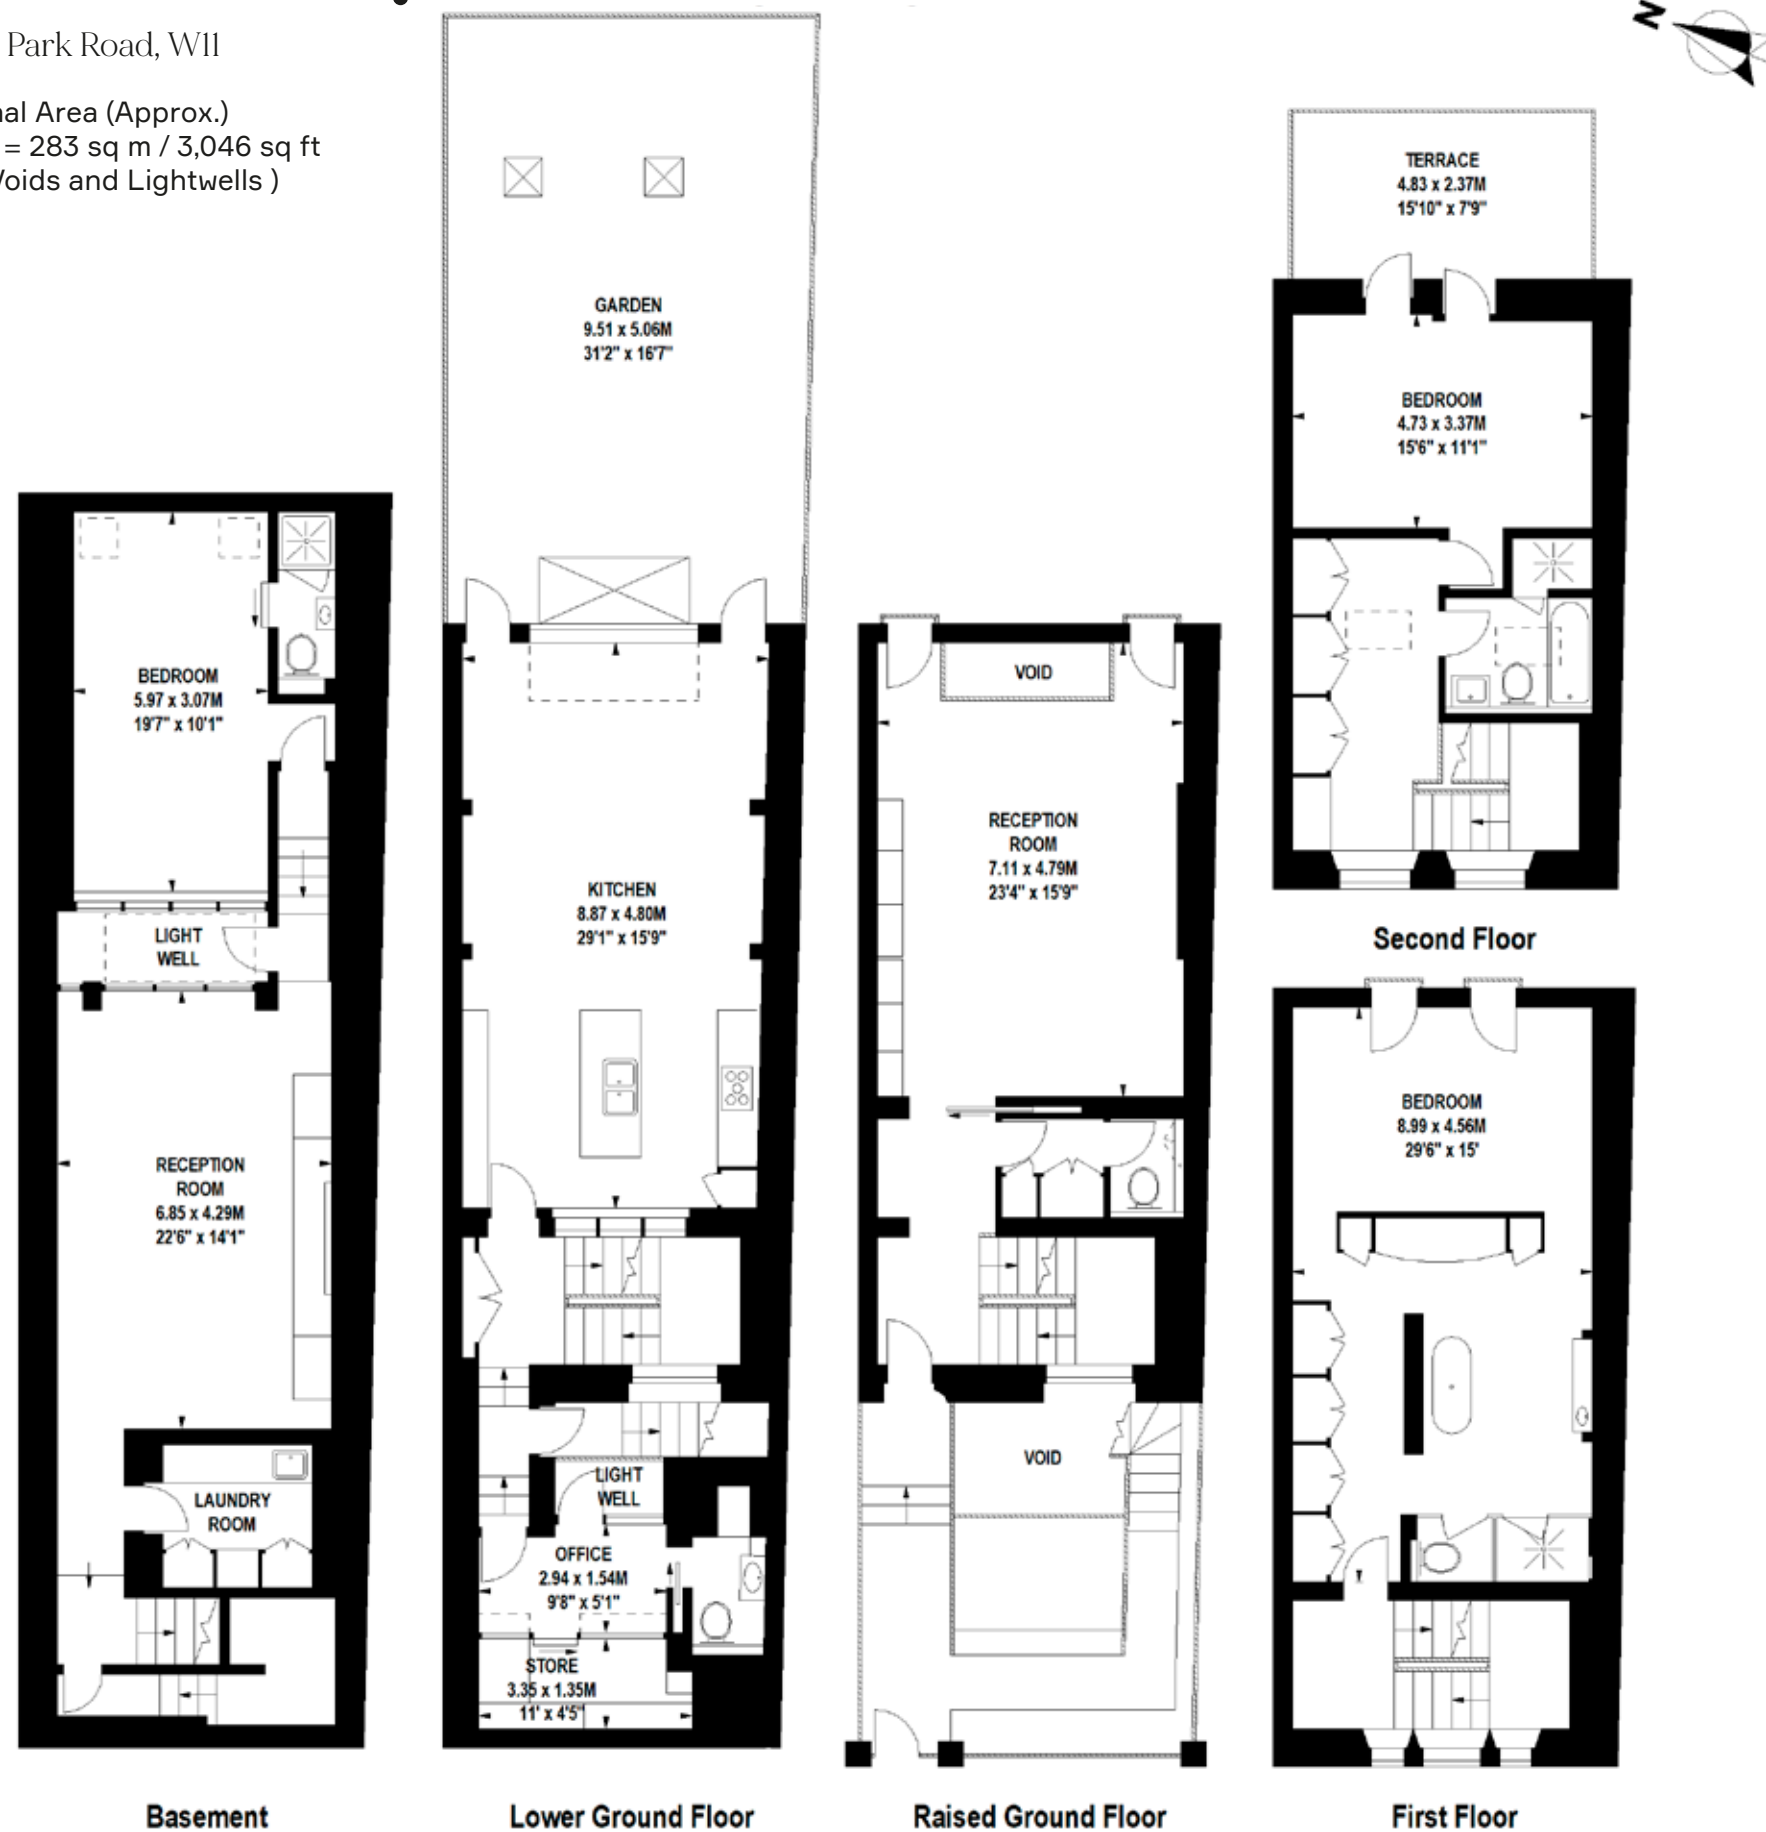 Park Road, W11
nal Area (Approx.)
= 283 sq m / 3,046 sq ft
Voids and Lightwells )
N
GARDEN
9.51 x 5.06M
31'2" x 16'7"
TERRACE
4.83 x 2.37M
15'10" x 7'9"
BEDROOM
4.73 x 3.37M
15'6" x 11'1"
Second Floor
BEDROOM
5.97 x 3.07M
19'7" x 10'1"
LIGHT
WELL
RECEPTION
ROOM
6.85 x 4.29M
22'6" x 14'1"
LAUNDRY
ROOM
Basement
KITCHEN
8.87 x 4.80M
29'1" x 15'9"
LIGHT
WELL
OFFICE
2.94 x 1.54M
9'8" x 5'1"
STORE
3.35 x 1.35M
11' x 4'5"
Lower Ground Floor
VOID
RECEPTION
ROOM
7.11 x 4.79M
23'4" x 15'9"
VOID
Raised Ground Floor
BEDROOM
8.99 x 4.56M
29'6" x 15'
First Floor